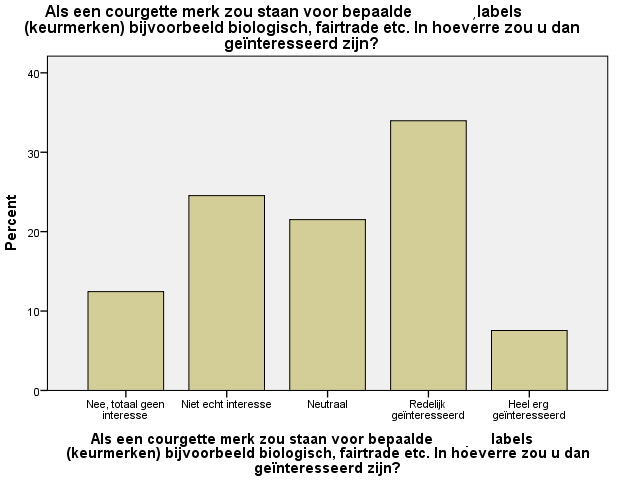 Als een courgette merk zou staan voor bepaalde ,labels
(keurmerken) bijvoorbeeld biologisch, fairtrade etc. In hoeverre zou u dan
geïnteresseerd zijn?
Percent
40
30
20
10
0
Nee, totaal geen
interesse
Niet echt interesse
Neutraal
Redelijk
geïnteresseerd
Heel erg
geïnteresseerd
Als een courgette merk zou staan voor bepaalde labels
(keurmerken) bijvoorbeeld biologisch, fairtrade etc. In hoeverre zou u dan
geïnteresseerd zijn?